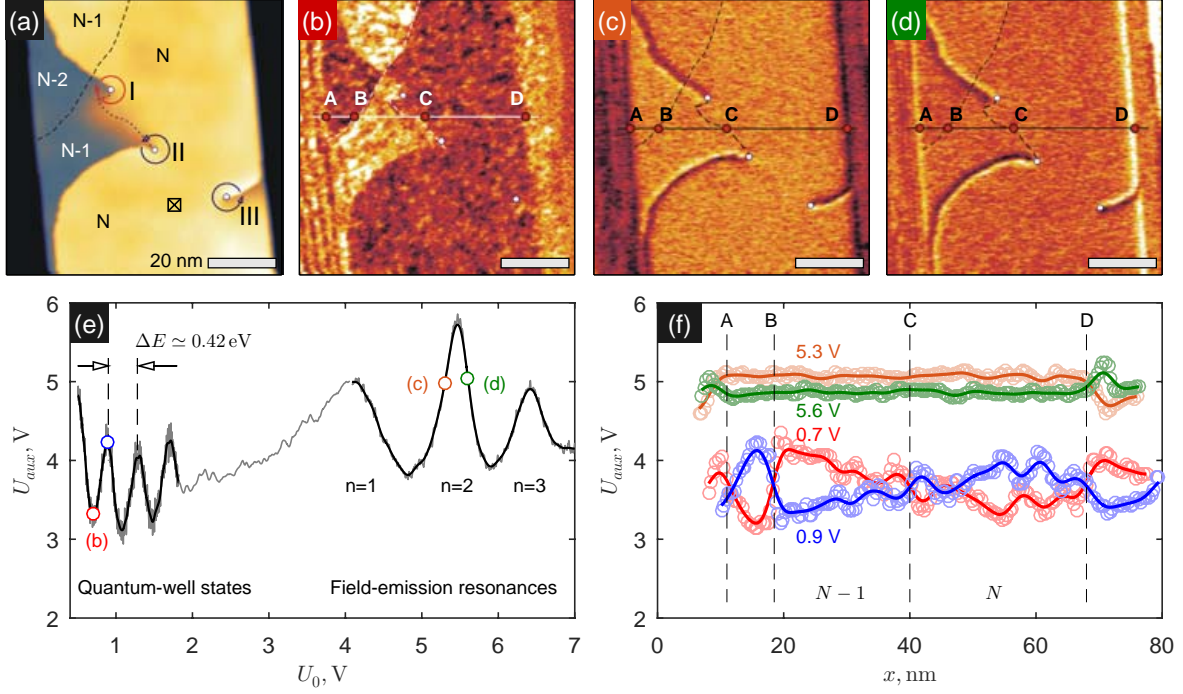 (a)
N-1
N
N-2
I
N-1
II
N
III
20 nm
(b)
A
B
C
D
(c)
A
B
C
D
(d)
A
B
C
D
(e)
ΔE ≃ 0.42 eV
(c)
(d)
(b)
n=1
n=2
n=3
Quantum-well states
Field-emission resonances
6
5
4
3
2
U_aux, V
1
2
3
4
5
6
7
U_0, V
(f)
A
B
C
D
5.3 V
5.6 V
0.7 V
0.9 V
N − 1
N
6
5
4
3
2
U_aux, V
0
20
40
60
80
x, nm